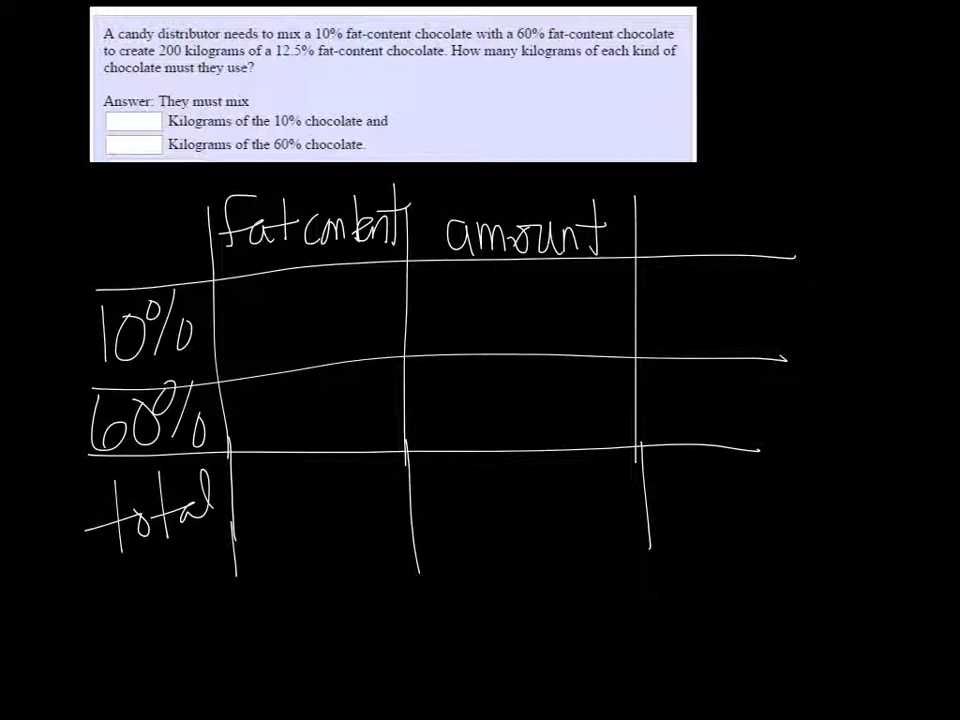 A candy distributor needs to mix a 10% fat-content chocolate with a 60% fat-content chocolate
to create 200 kilograms of a 12.5% fat-content chocolate. How many kilograms of each kind of
chocolate must they use?
Answer: They must mix
Kilograms of the 10% chocolate and
Kilograms of the 60% chocolate.
fat content amount
10%
60%
total